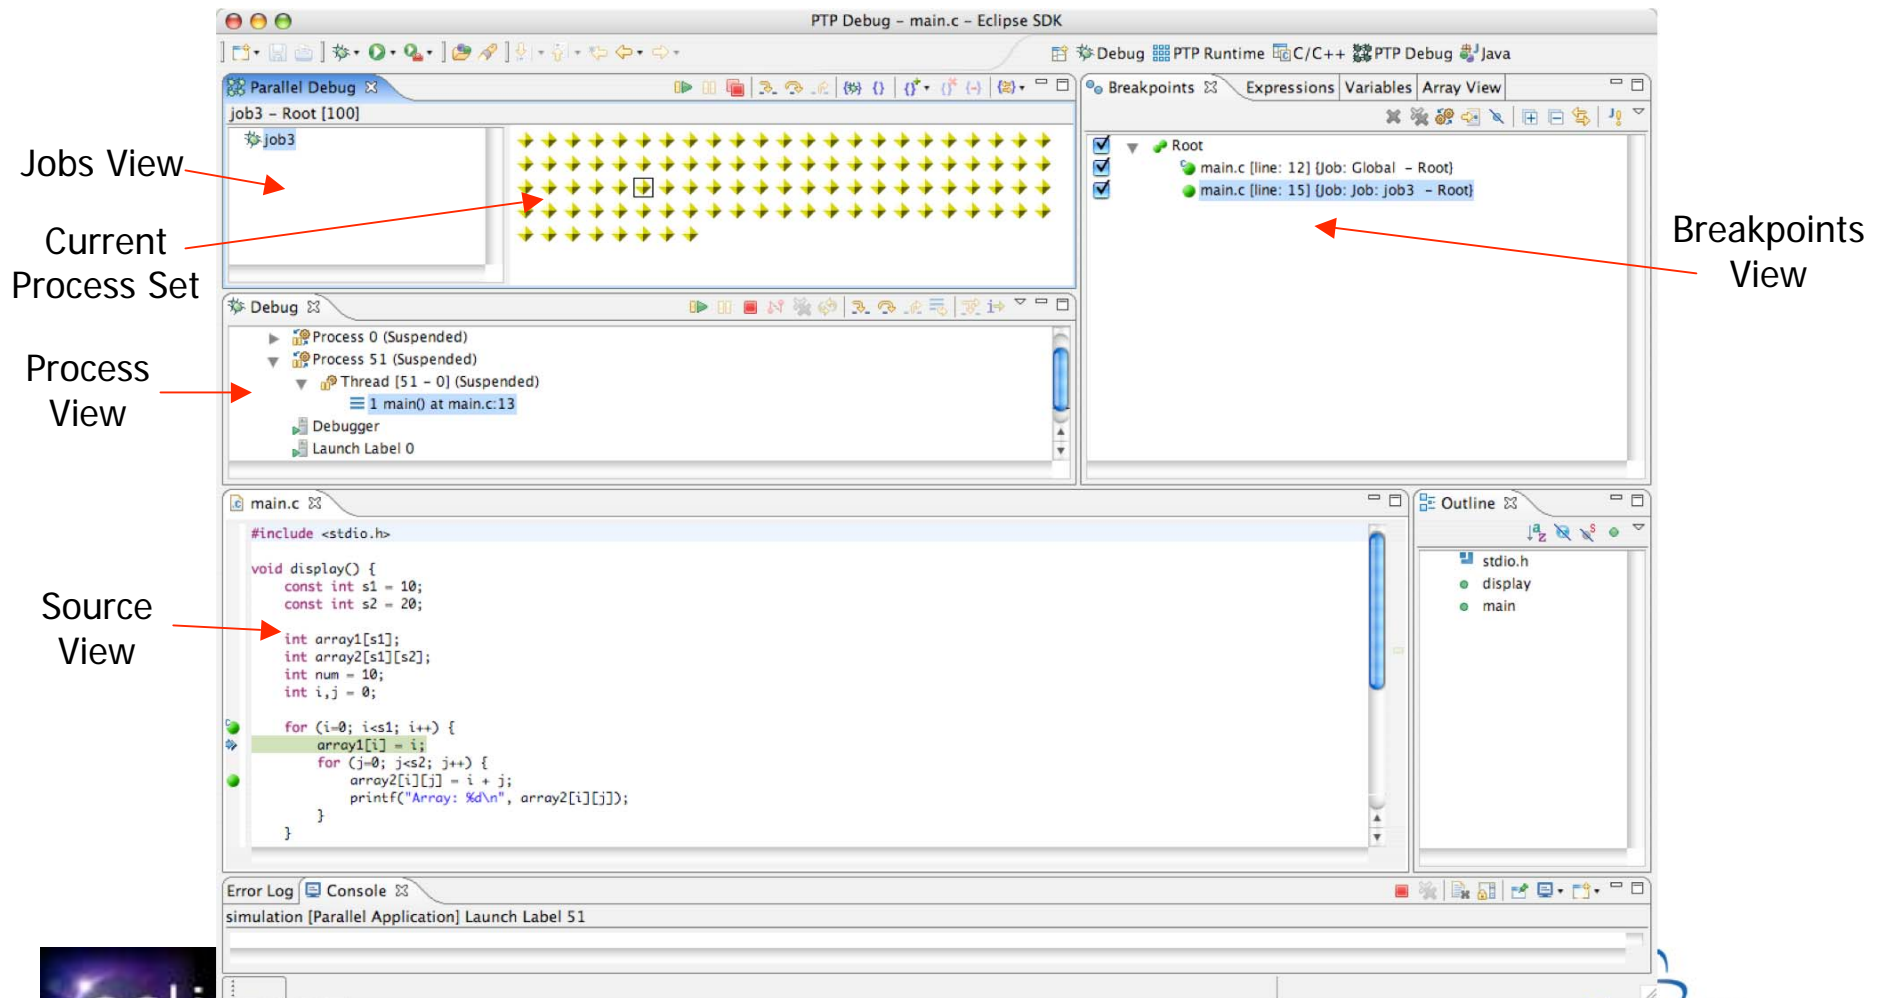 PTP Debug – main.c – Eclipse SDK
Debug PTP Runtime C/C++ PTP Debug Java
Parallel Debug
job3 – Root [100]
job3
Jobs View
Current
Process Set
Breakpoints Expressions Variables Array View
Root
main.c [line: 12] {Job: Global – Root}
main.c [line: 15] {Job: Job: job3 – Root}
Breakpoints
View
Debug
Process 0 (Suspended)
Process 51 (Suspended)
Thread [51 – 0] (Suspended)
1 main() at main.c:13
Debugger
Launch Label 0
Process
View
main.c
#include <stdio.h>
void display() {
const int s1 = 10;
const int s2 = 20;
int array1[s1];
int array2[s1][s2];
int num = 10;
int i,j = 0;
for (i=0; i<s1; i++) {
array1[i] = i;
for (j=0; j<s2; j++) {
array2[i][j] = i + j;
printf("Array: %d\n", array2[i][j]);
}
}
Source
View
Outline
stdio.h
display
main
Error Log Console
simulation [Parallel Application] Launch Label 51